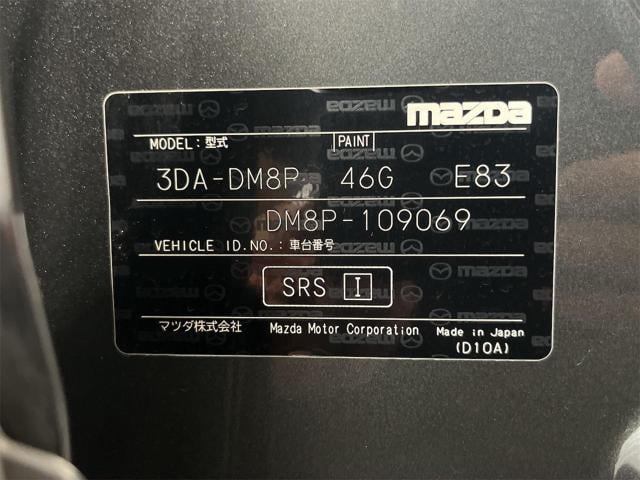 mazda
MODEL: 型式 PAINT
3DA-DM8P 46G E83
DM8P-109069
VEHICLE ID.NO.: 車台番号
SRS I
マツダ株式会社 Mazda Motor Corporation Made in Japan
(D10A)